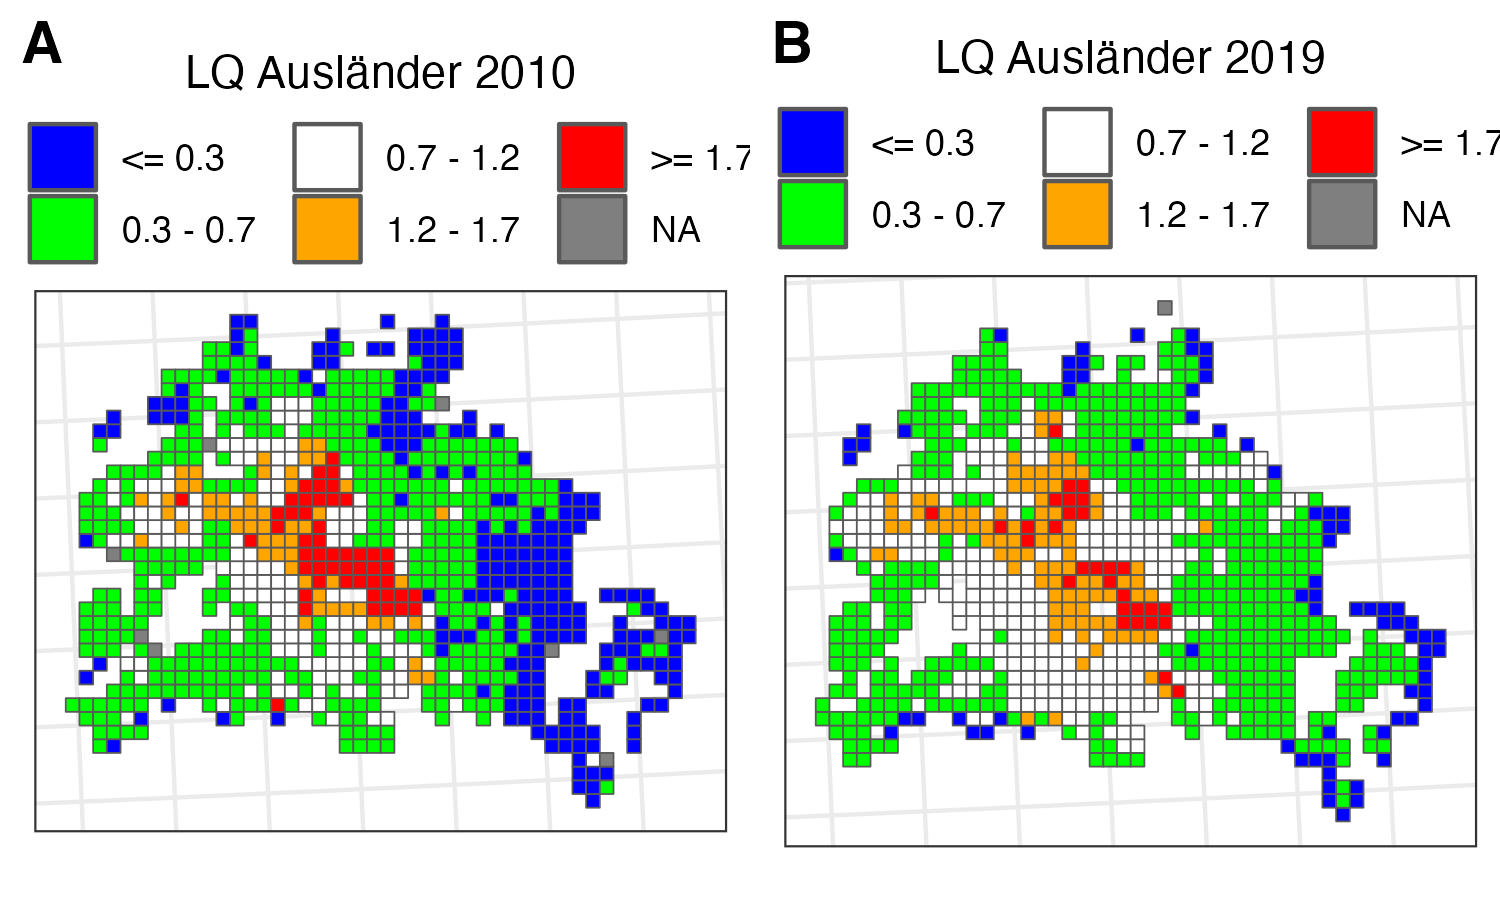 A
LQ Ausländer 2010
<= 0.3
0.7 - 1.2
>= 1.7
0.3 - 0.7
1.2 - 1.7
NA
B
LQ Ausländer 2019
<= 0.3
0.7 - 1.2
>= 1.7
0.3 - 0.7
1.2 - 1.7
NA